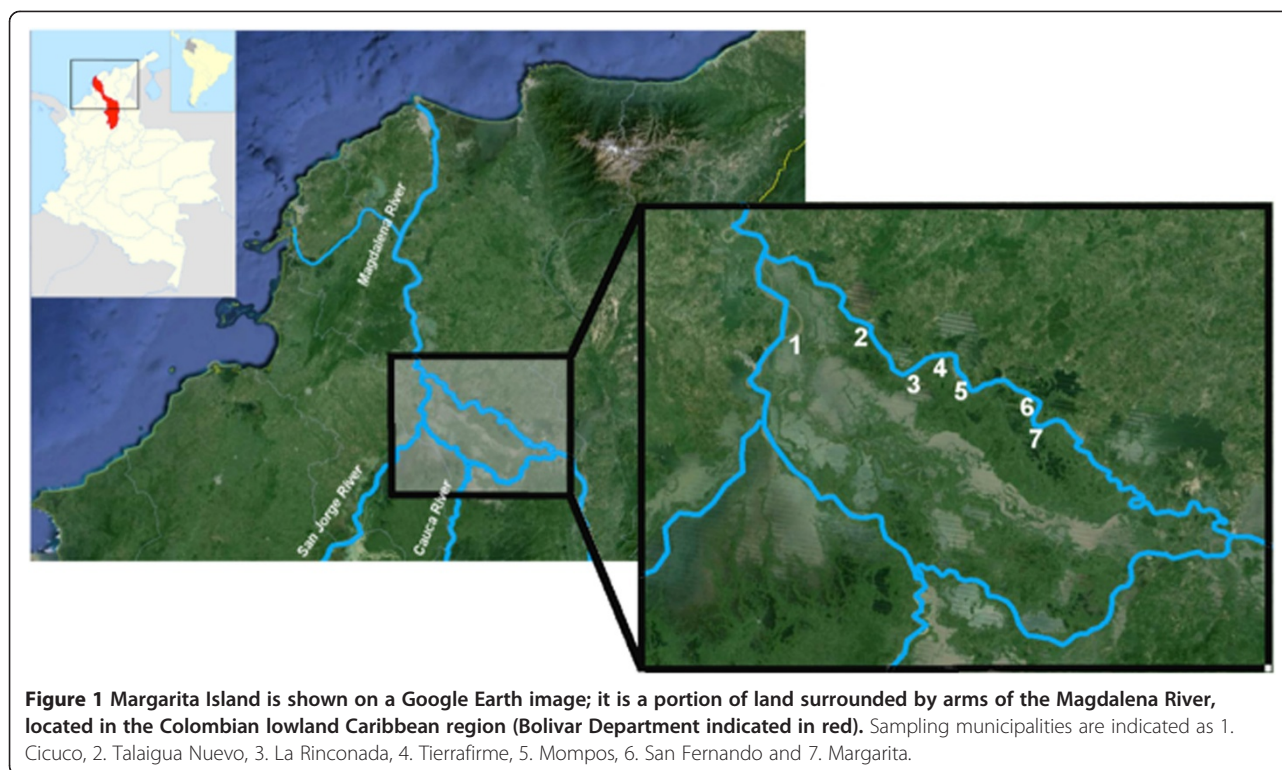 Magdalena River
San Jorge River
Cauca River
1
2
3
4
5
6
7
Figure 1 Margarita Island is shown on a Google Earth image; it is a portion of land surrounded by arms of the Magdalena River,
located in the Colombian lowland Caribbean region (Bolivar Department indicated in red). Sampling municipalities are indicated as 1.
Cicuco, 2. Talaigua Nuevo, 3. La Rinconada, 4. Tierrafirme, 5. Mompos, 6. San Fernando and 7. Margarita.